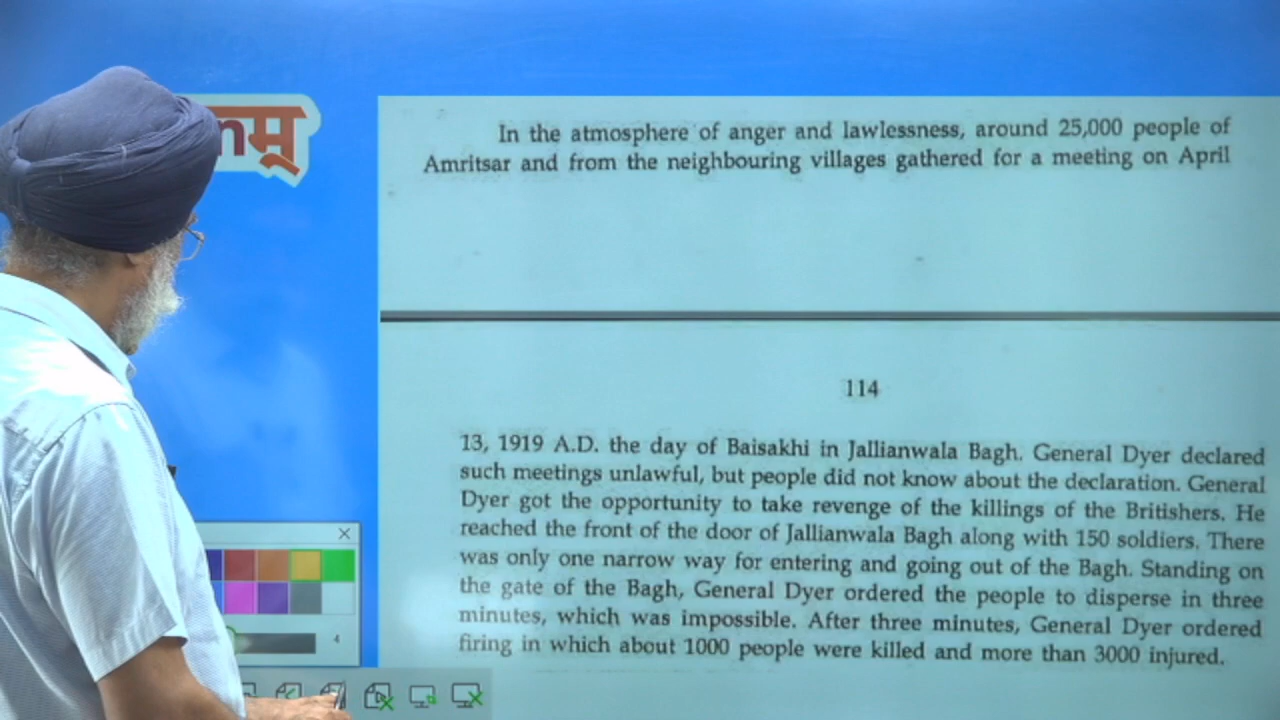 nमू
In the atmosphere of anger and lawlessness, around 25,000 people of
Amritsar and from the neighbouring villages gathered for a meeting on April
114
13, 1919 A.D. the day of Baisakhi in Jallianwala Bagh. General Dyer declared
such meetings unlawful, but people did not know about the declaration. General
Dyer got the opportunity to take revenge of the killings of the Britishers. He
reached the front of the door of Jallianwala Bagh along with 150 soldiers. There
was only one narrow way for entering and going out of the Bagh. Standing on
the gate of the Bagh, General Dyer ordered the people to disperse in three
minutes, which was impossible. After three minutes, General Dyer ordered
firing in which about 1000 people were killed and more than 3000 injured.
4